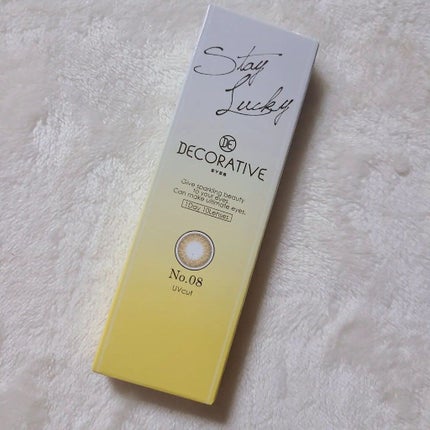 Stay
Lucky
DE
DECORATIVE
EYES
Give sparkling beauty
to your eyes.
Can make ultimate eyes.
1Day 10Lenses
No.08
UVcut